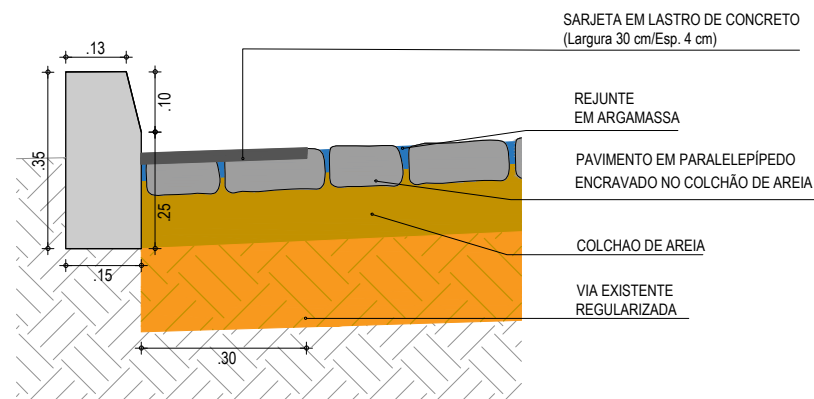 SARJETA EM LASTRO DE CONCRETO
(Largura 30 cm/Esp. 4 cm)
.13
.10
REJUNTE
EM ARGAMASSA
.35
PAVIMENTO EM PARALELEPÍPEDO
ENCRAVADO NO COLCHÃO DE AREIA
.25
COLCHAO DE AREIA
.15
VIA EXISTENTE
REGULARIZADA
.30